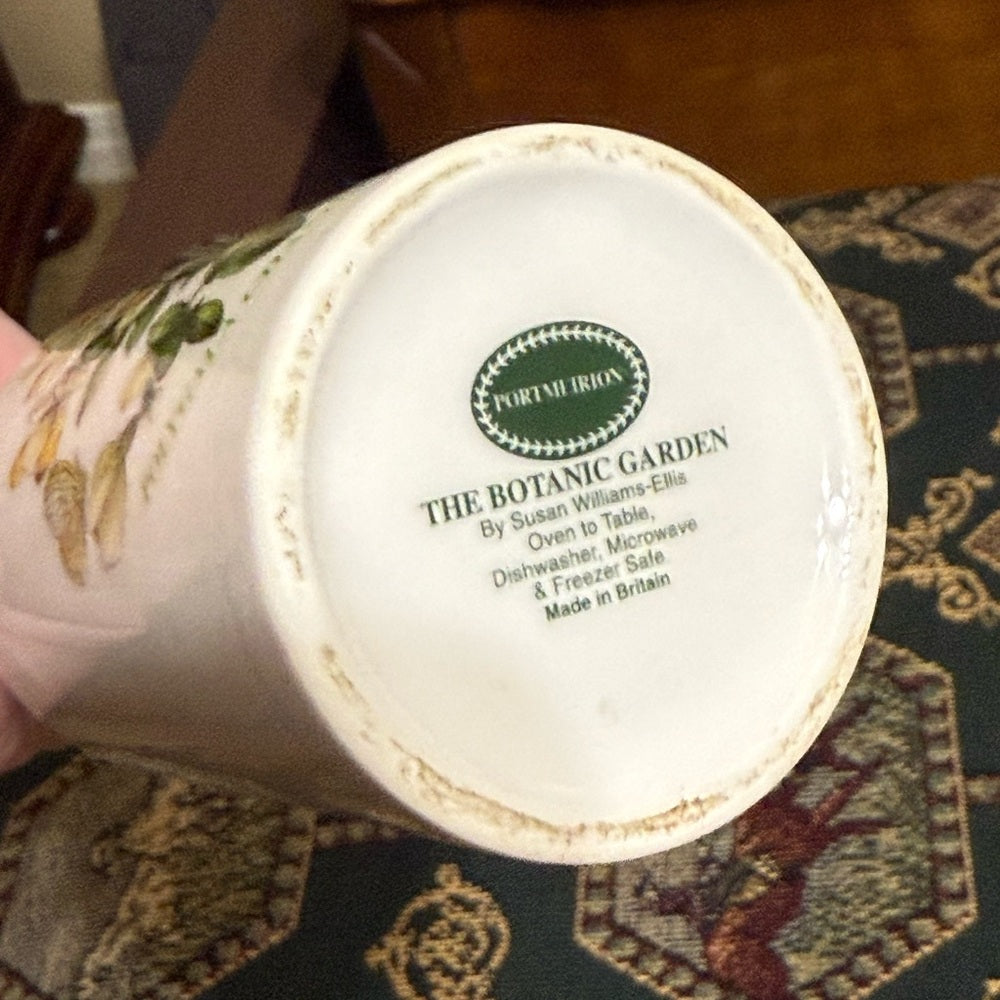 PORTMEIRION
THE BOTANIC GARDEN
By Susan Williams-Ellis
Oven to Table,
Dishwasher, Microwave
& Freezer Safe
Made in Britain